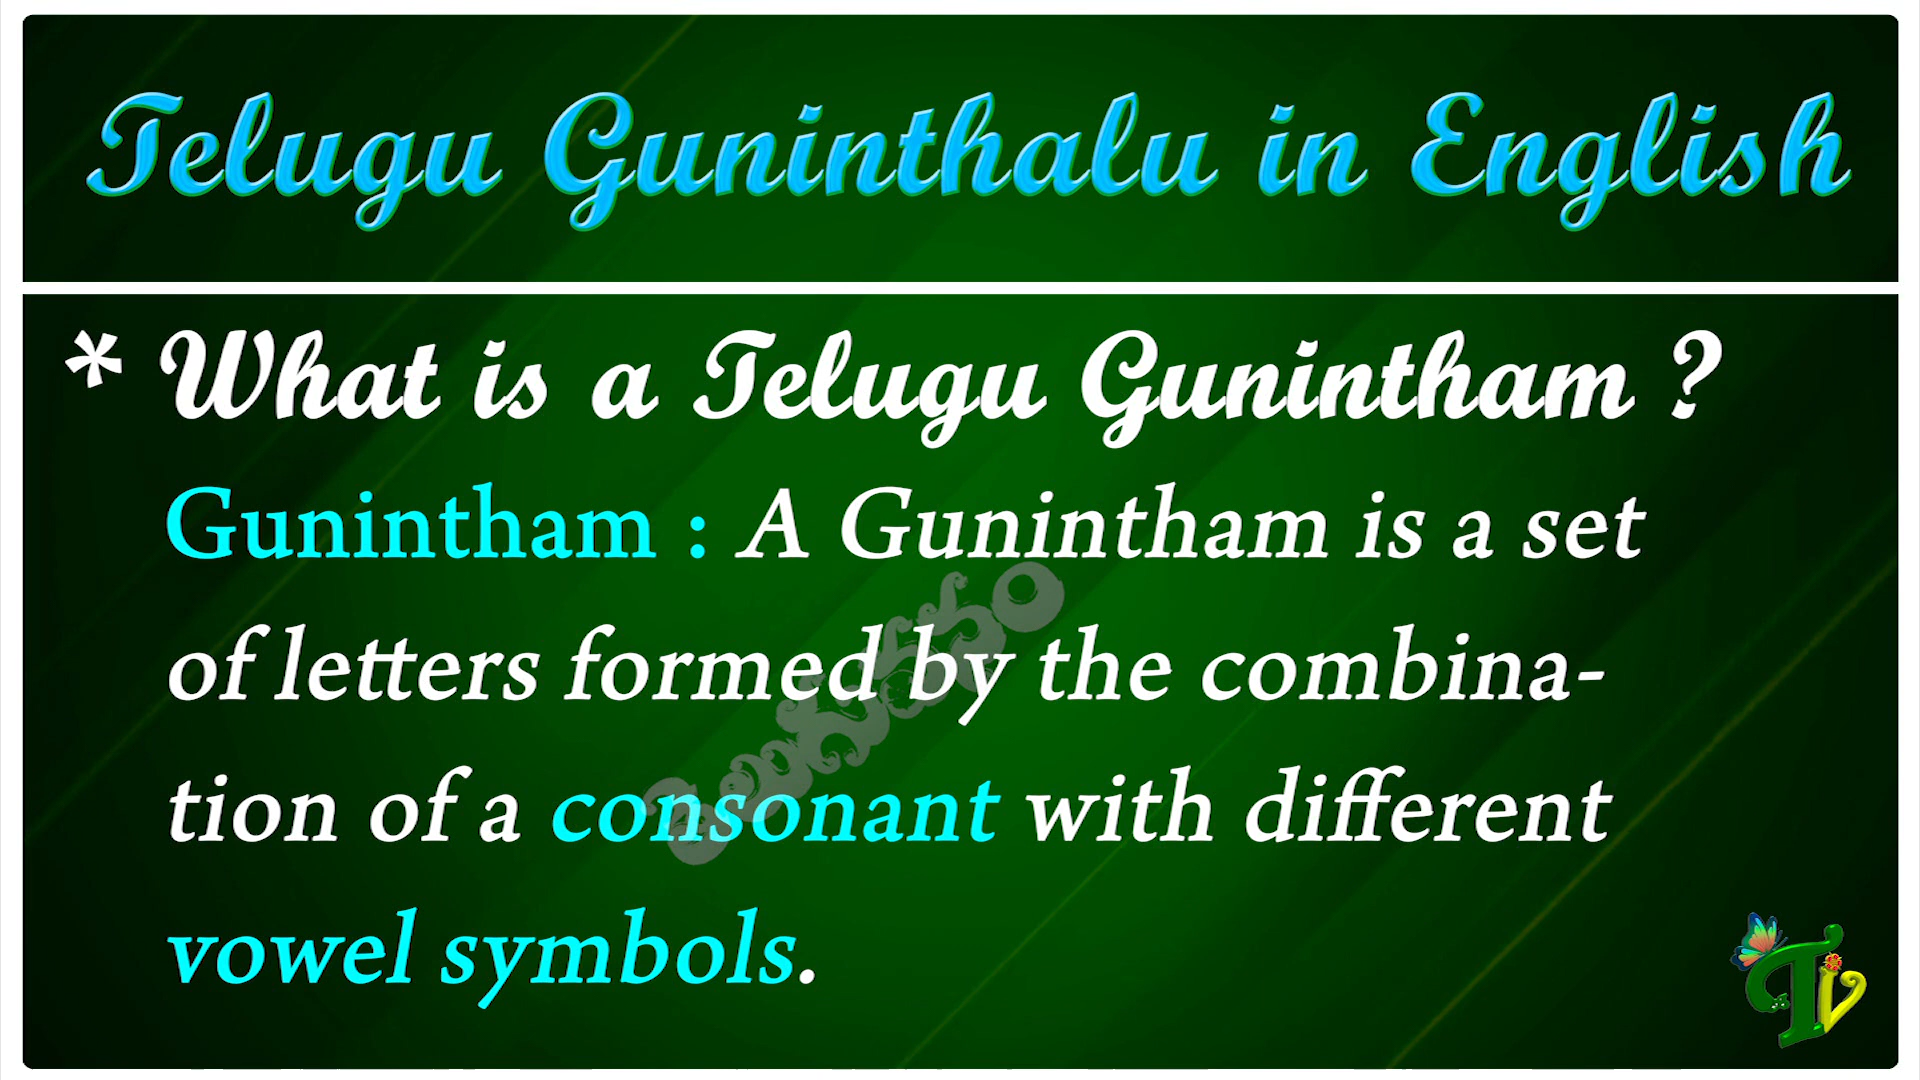 Telugu Guninthalu in English
* What is a Telugu Gunintham ?
Gunintham : A Gunintham is a set
of letters formed by the combina-
tion of a consonant with different
vowel symbols.